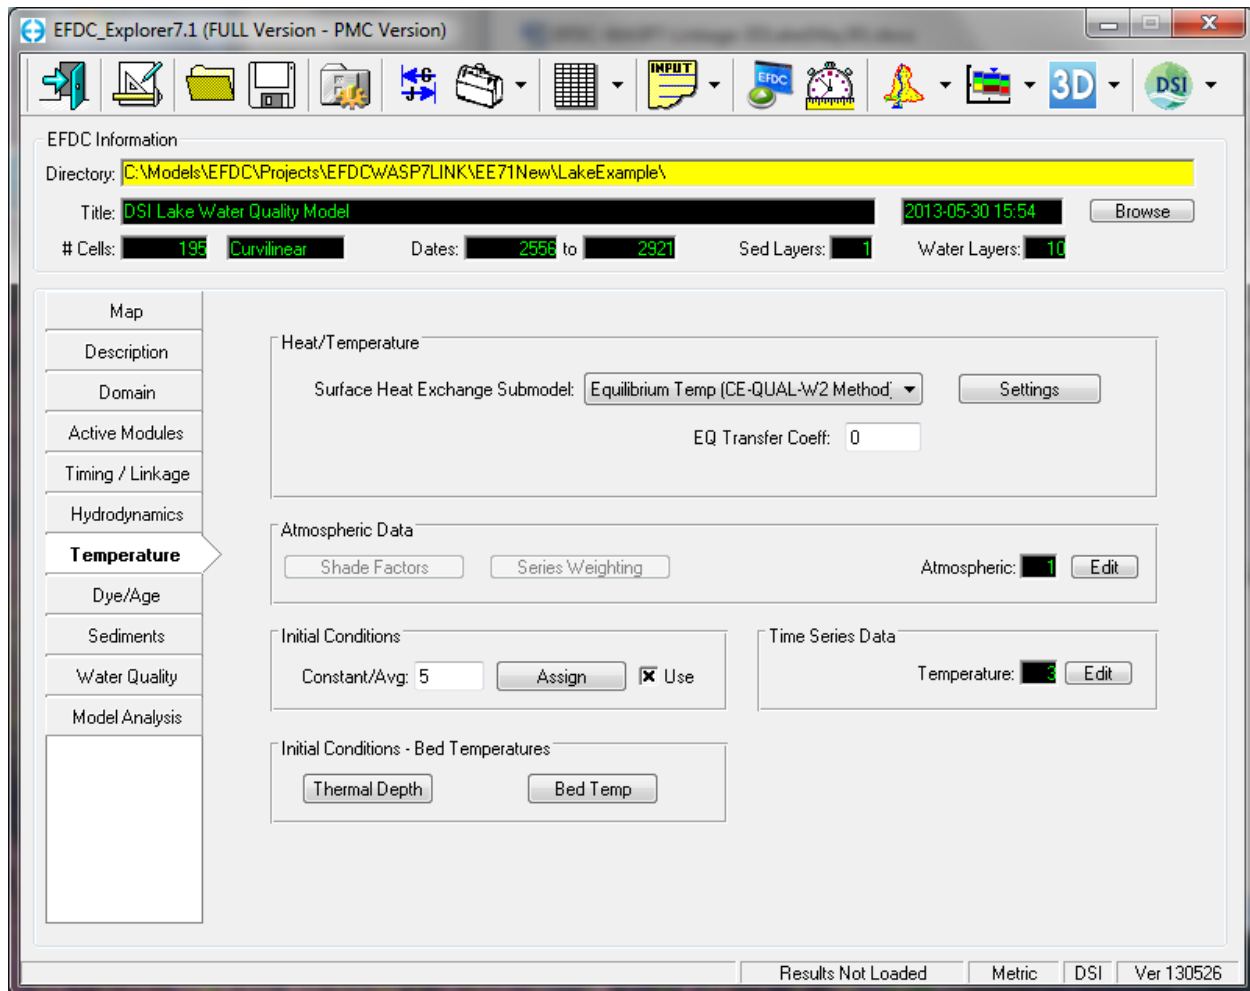 EFDC_Explorer7.1 (FULL Version - PMC Version)
INPUT
EFDC
3D
DSI
EFDC Information
Directory: C:\Models\EFDC\Projects\EFDCWASP7LINK\EE71New\LakeExample\
Title: DSI Lake Water Quality Model 2013-05-30 15:54 Browse
# Cells: 195 Curvilinear Dates: 2556 to 2921 Sed Layers: 1 Water Layers: 10
Map
Description
Domain
Active Modules
Timing / Linkage
Hydrodynamics
Temperature
Dye/Age
Sediments
Water Quality
Model Analysis
Heat/Temperature
Surface Heat Exchange Submodel: Equilibrium Temp (CE-QUAL-W2 Method) Settings
EQ Transfer Coeff: 0
Atmospheric Data
Shade Factors Series Weighting Atmospheric: 1 Edit
Initial Conditions
Constant/Avg: 5 Assign Use
Time Series Data
Temperature: 3 Edit
Initial Conditions - Bed Temperatures
Thermal Depth Bed Temp
Results Not Loaded Metric DSI Ver 130526